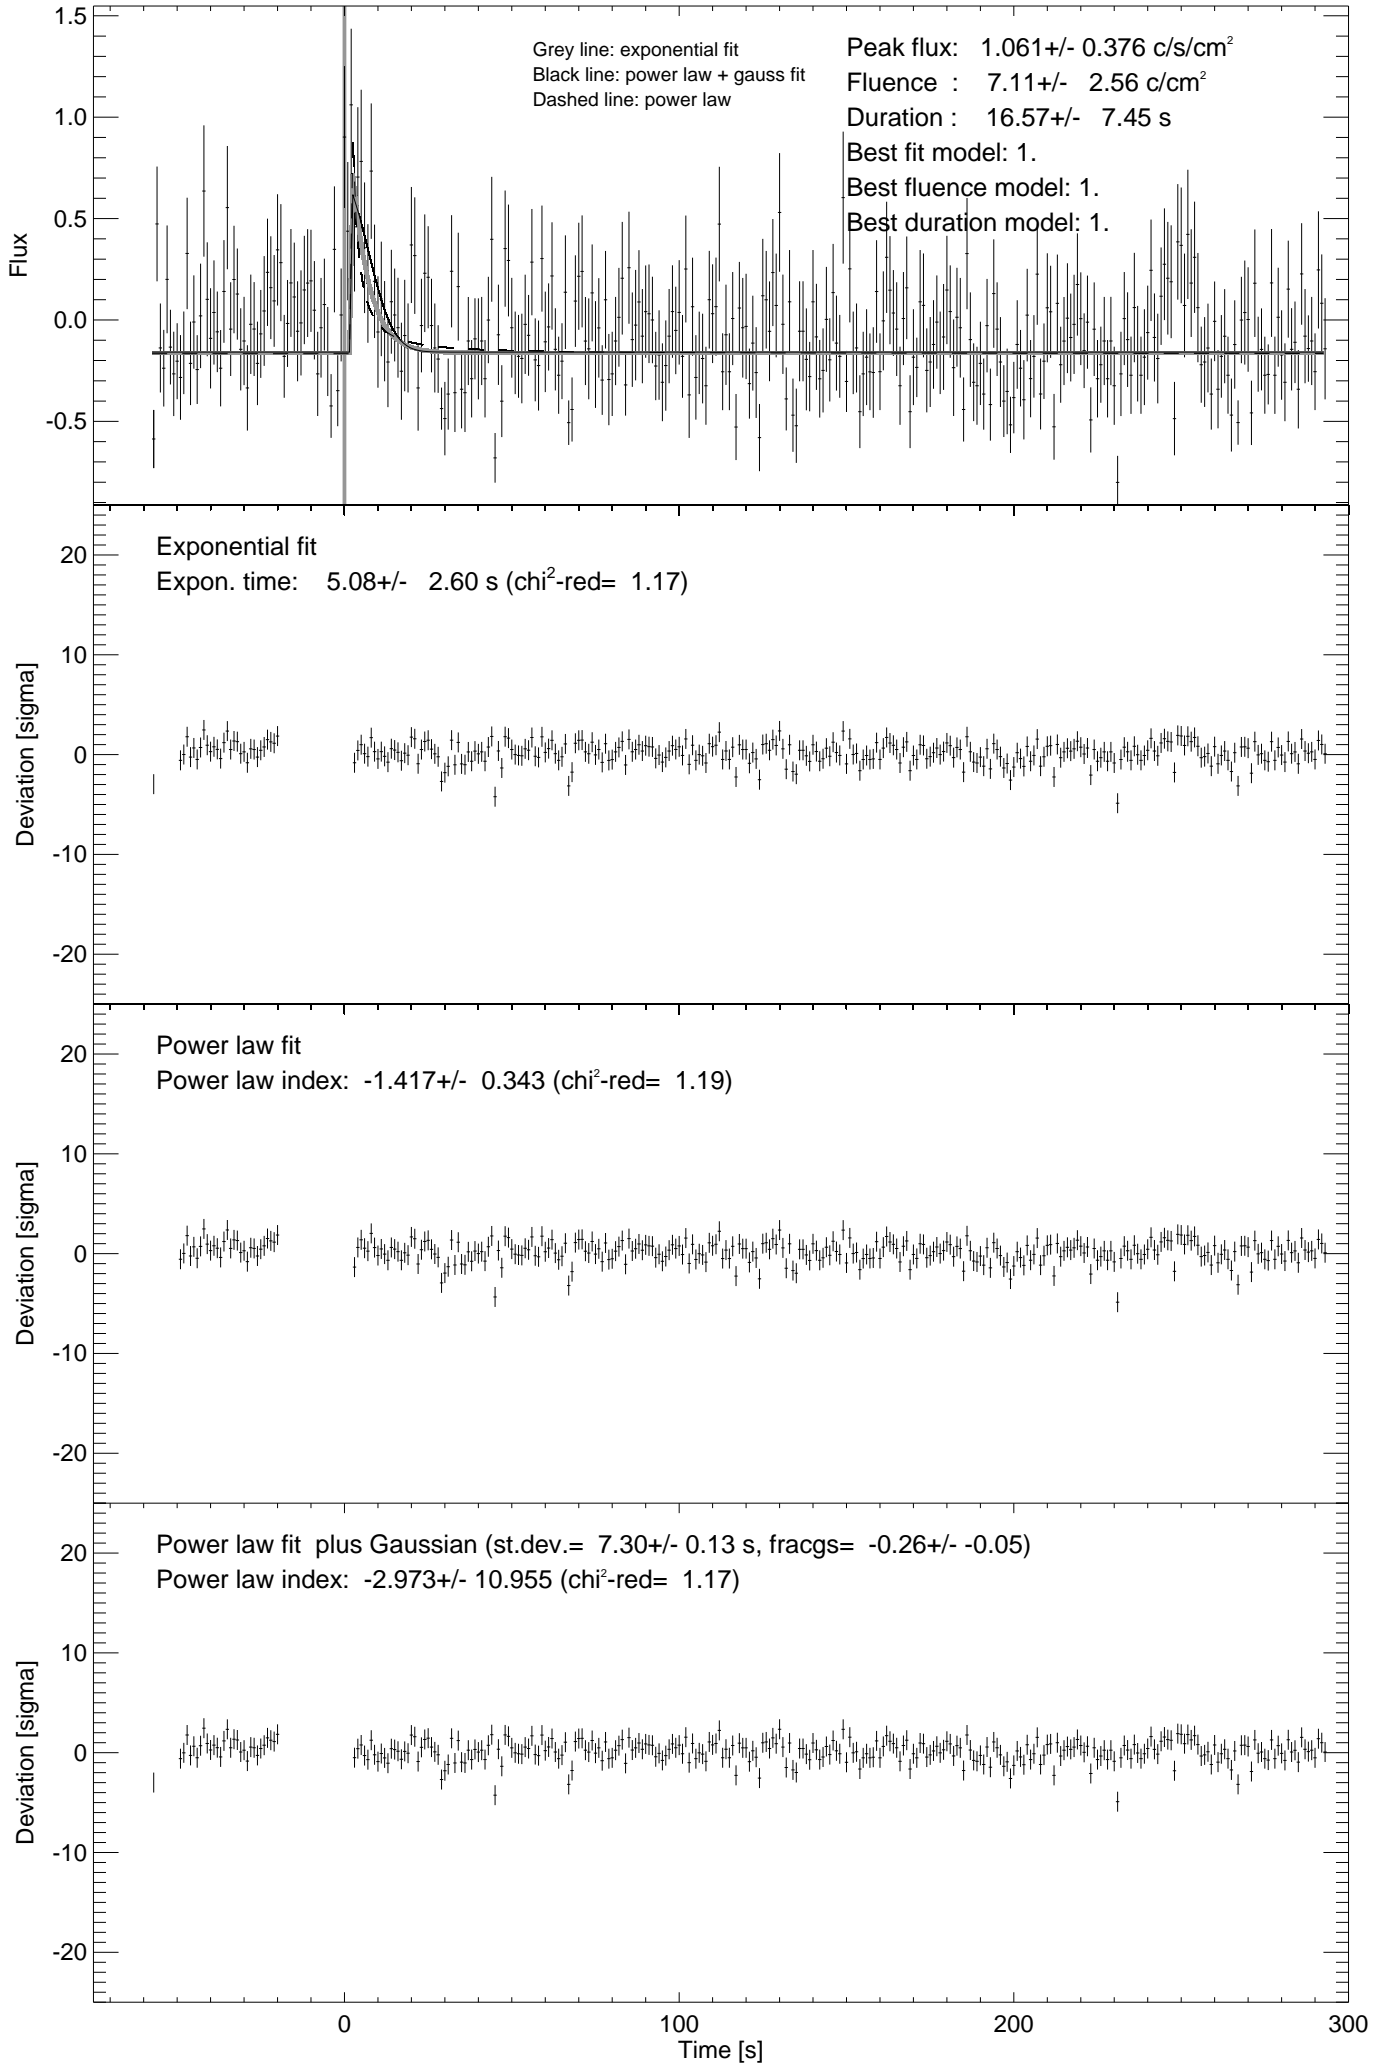 1.5
1.0
0.5
0.0
-0.5
Flux
Grey line: exponential fit
Black line: power law + gauss fit
Dashed line: power law
Peak flux: 1.061+/- 0.376 c/s/cm²
Fluence : 7.11+/- 2.56 c/cm²
Duration : 16.57+/- 7.45 s
Best fit model: 1.
Best fluence model: 1.
Best duration model: 1.
20
10
0
-10
-20
Deviation [sigma]
Exponential fit
Expon. time: 5.08+/- 2.60 s (chi²-red= 1.17)
20
10
0
-10
-20
Deviation [sigma]
Power law fit
Power law index: -1.417+/- 0.343 (chi²-red= 1.19)
20
10
0
-10
-20
Deviation [sigma]
Power law fit plus Gaussian (st.dev.= 7.30+/- 0.13 s, fracgs= -0.26+/- -0.05)
Power law index: -2.973+/- 10.955 (chi²-red= 1.17)
0 100 200 300
Time [s]